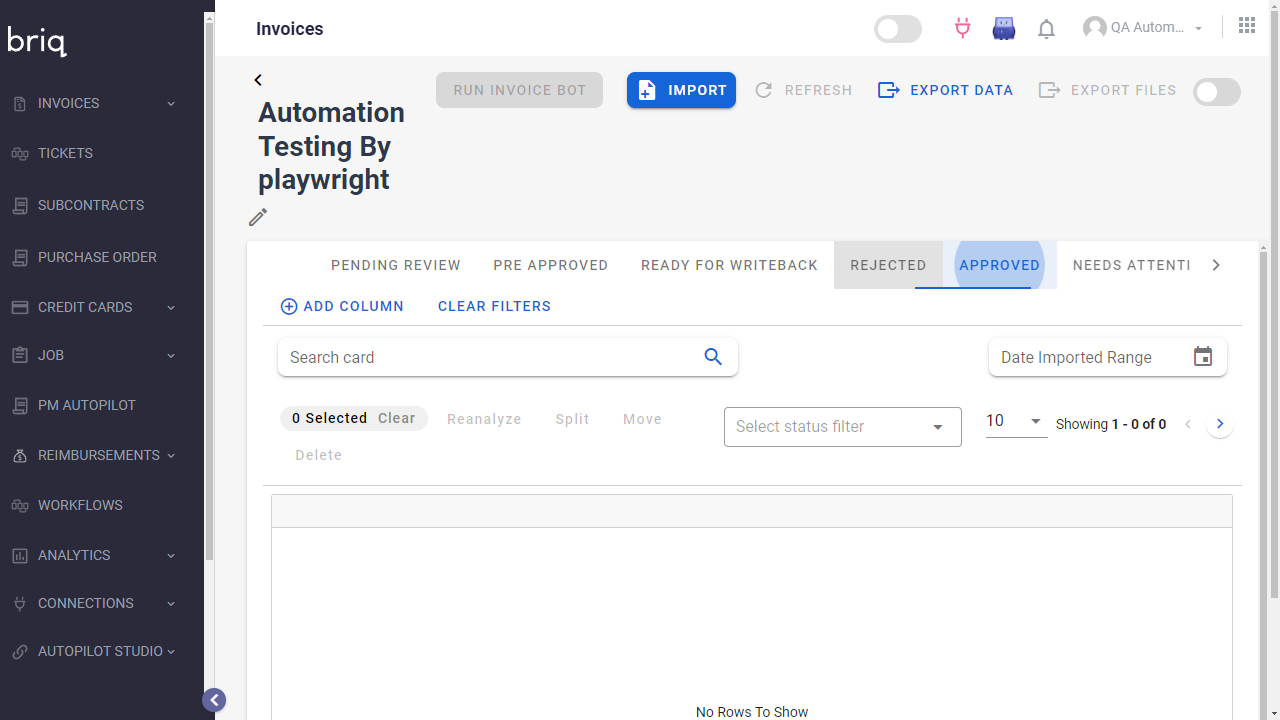 briq
INVOICES
TICKETS
SUBCONTRACTS
PURCHASE ORDER
CREDIT CARDS
JOB
PM AUTOPILOT
REIMBURSEMENTS
WORKFLOWS
ANALYTICS
CONNECTIONS
AUTOPILOT STUDIO
Invoices
QA Autom...
Automation
Testing By
playwright
RUN INVOICE BOT
IMPORT
REFRESH
EXPORT DATA
EXPORT FILES
PENDING REVIEW
PRE APPROVED
READY FOR WRITEBACK
REJECTED
APPROVED
NEEDS ATTENTI
ADD COLUMN
CLEAR FILTERS
Search card
Date Imported Range
0 Selected Clear
Reanalyze
Split
Move
Delete
Select status filter
10
Showing 1 - 0 of 0
No Rows To Show